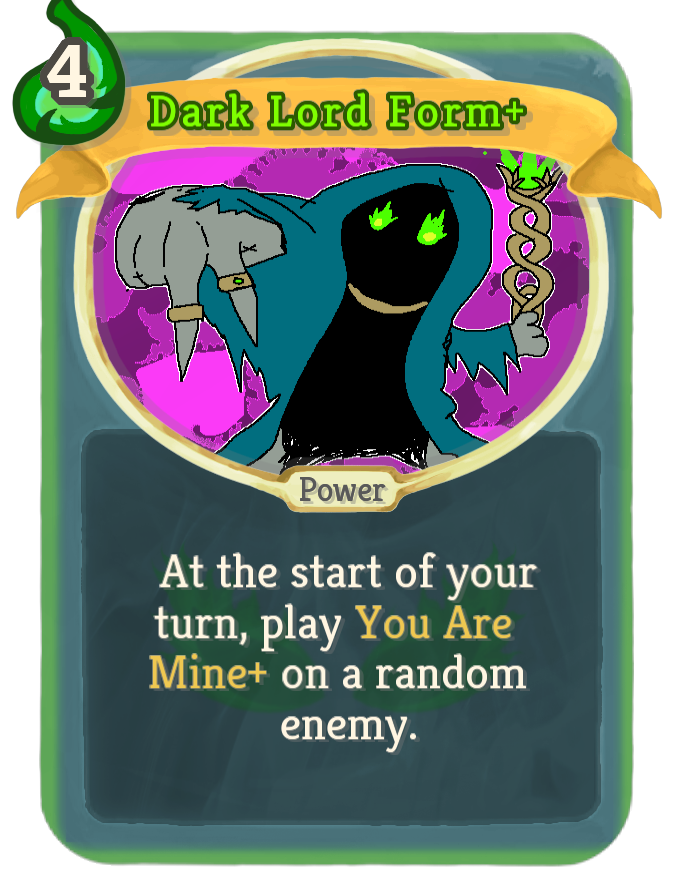 4
Dark Lord Form+
Power
At the start of your
turn, play You Are
Mine+ on a random
enemy.